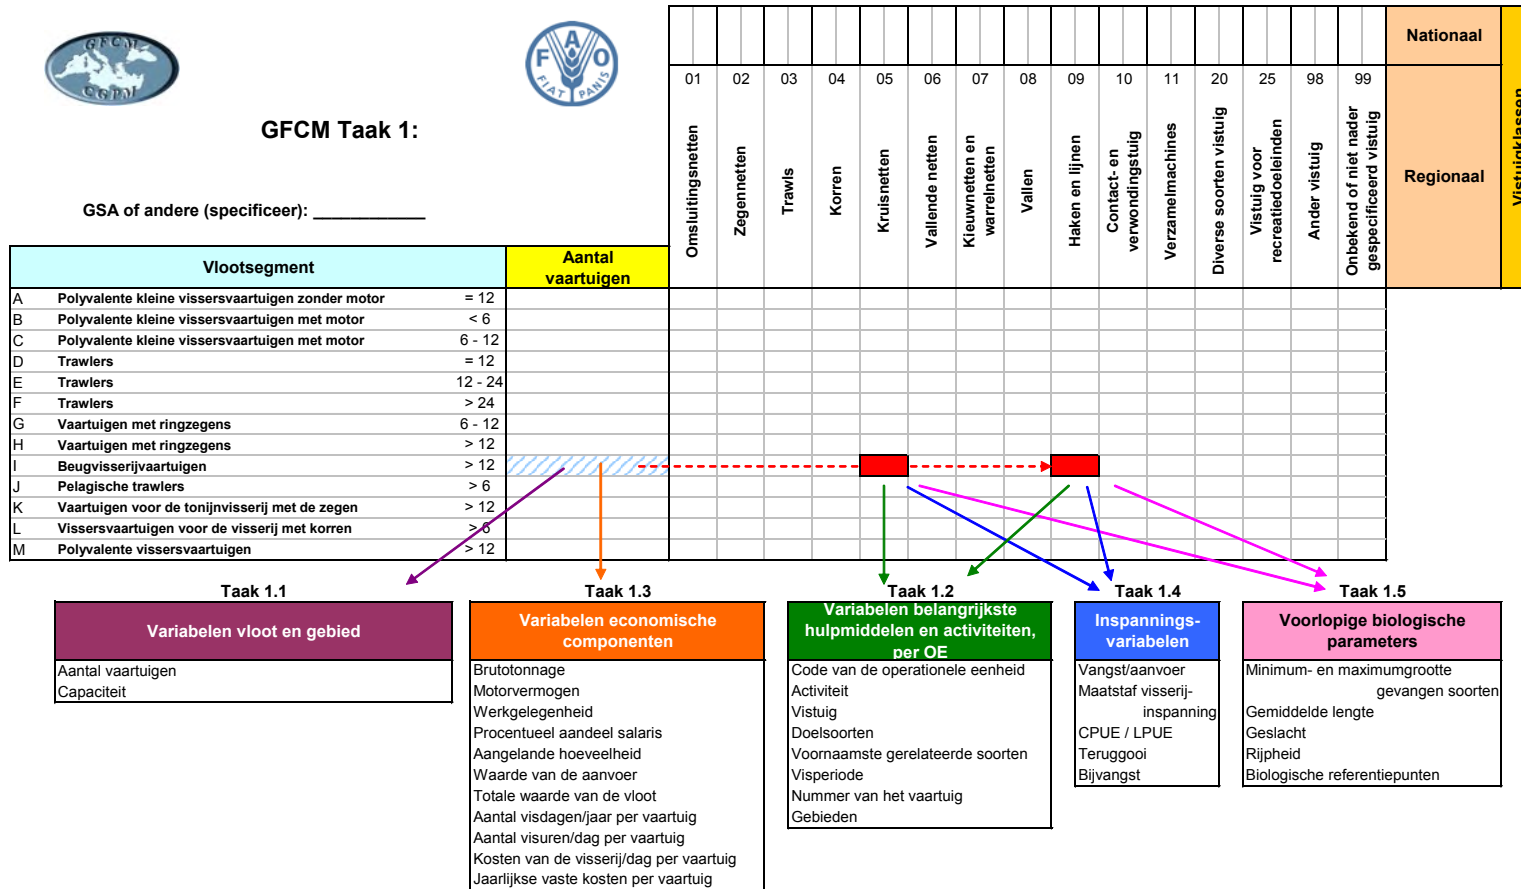 GFCM
CGPM
FAO
FIAT PANIS
GFCM Taak 1:
GSA of andere (specificeer): _____________
Nationaal
01 02 03 04 05 06 07 08 09 10 11 20 25 98 99
Omsluitingsnetten
Zegennetten
Trawls
Korren
Kruisnetten
Vallende netten
Kieuwnetten en
warrelnetten
Vallen
Haken en lijnen
Contact- en
verwondingstuig
Verzamelmachines
Diverse soorten vistuig
Vistuig voor
recreatiedoeleinden
Ander vistuig
Onbekend of niet nader
gespecificeerd vistuig
Regionaal
Vistuigklassen
Vlootsegment
Aantal
vaartuigen
A Polyvalente kleine vissersvaartuigen zonder motor = 12
B Polyvalente kleine vissersvaartuigen met motor < 6
C Polyvalente kleine vissersvaartuigen met motor 6 - 12
D Trawlers = 12
E Trawlers 12 - 24
F Trawlers > 24
G Vaartuigen met ringzegens 6 - 12
H Vaartuigen met ringzegens > 12
I Beugvisserijvaartuigen > 12
J Pelagische trawlers > 6
K Vaartuigen voor de tonijnvisserij met de zegen > 12
L Vissersvaartuigen voor de visserij met korren > 6
M Polyvalente vissersvaartuigen > 12
Taak 1.1
Variabelen vloot en gebied
Aantal vaartuigen
Capaciteit
Taak 1.3
Variabelen economische
componenten
Brutotonnage
Motorvermogen
Werkgelegenheid
Procentueel aandeel salaris
Aangelande hoeveelheid
Waarde van de aanvoer
Totale waarde van de vloot
Aantal visdagen/jaar per vaartuig
Aantal visuren/dag per vaartuig
Kosten van de visserij/dag per vaartuig
Jaarlijkse vaste kosten per vaartuig
Taak 1.2
Variabelen belangrijkste
hulpmiddelen en activiteiten,
per OE
Code van de operationele eenheid
Activiteit
Vistuig
Doelsoorten
Voornaamste gerelateerde soorten
Visperiode
Nummer van het vaartuig
Gebieden
Taak 1.4
Inspannings-
variabelen
Vangst/aanvoer
Maatstaf visserij-
inspanning
CPUE / LPUE
Teruggooi
Bijvangst
Taak 1.5
Voorlopige biologische
parameters
Minimum- en maximumgrootte
gevangen soorten
Gemiddelde lengte
Geslacht
Rijpheid
Biologische referentiepunten